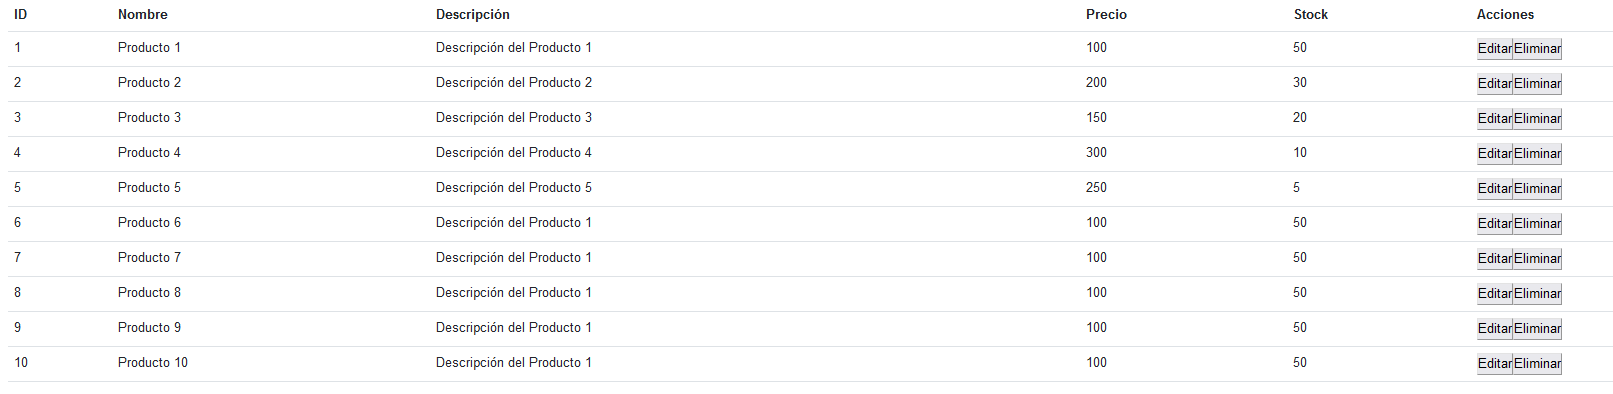 ID Nombre Descripción Precio Stock Acciones
1 Producto 1 Descripción del Producto 1 100 50 Editar Eliminar
2 Producto 2 Descripción del Producto 2 200 30 Editar Eliminar
3 Producto 3 Descripción del Producto 3 150 20 Editar Eliminar
4 Producto 4 Descripción del Producto 4 300 10 Editar Eliminar
5 Producto 5 Descripción del Producto 5 250 5 Editar Eliminar
6 Producto 6 Descripción del Producto 1 100 50 Editar Eliminar
7 Producto 7 Descripción del Producto 1 100 50 Editar Eliminar
8 Producto 8 Descripción del Producto 1 100 50 Editar Eliminar
9 Producto 9 Descripción del Producto 1 100 50 Editar Eliminar
10 Producto 10 Descripción del Producto 1 100 50 Editar Eliminar